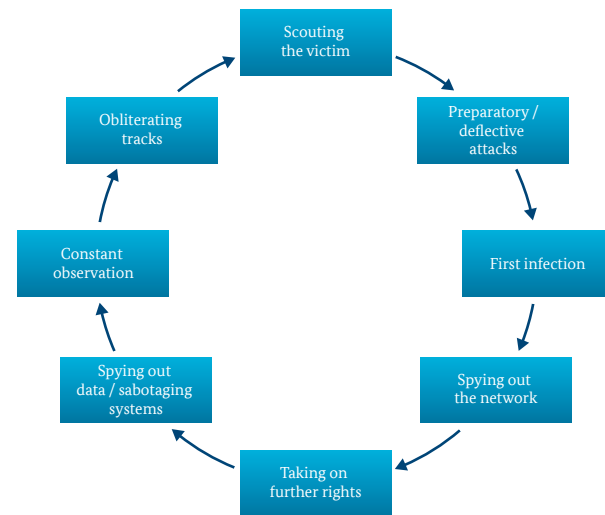 Scouting
the victim
Preparatory /
deflective
attacks
First infection
Spying out
the network
Taking on
further rights
Spying out
data / sabotaging
systems
Constant
observation
Obliterating
tracks